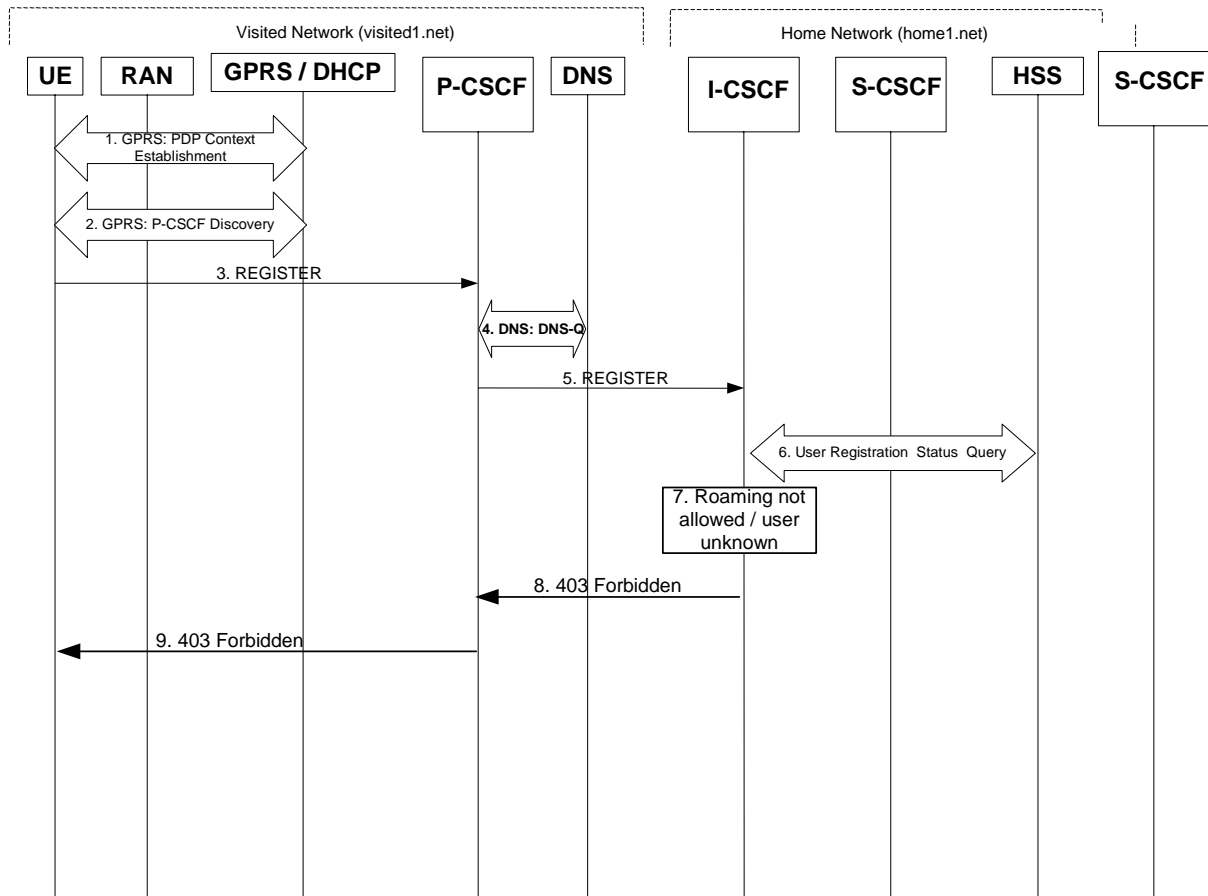 Visited Network (visited1.net)
Home Network (home1.net)
UE
RAN
GPRS / DHCP
P-CSCF
DNS
I-CSCF
S-CSCF
HSS
S-CSCF
1. GPRS: PDP Context
Establishment
2. GPRS: P-CSCF Discovery
3. REGISTER
4. DNS: DNS-Q
5. REGISTER
6. User Registration Status Query
7. Roaming not
allowed / user
unknown
8. 403 Forbidden
9. 403 Forbidden